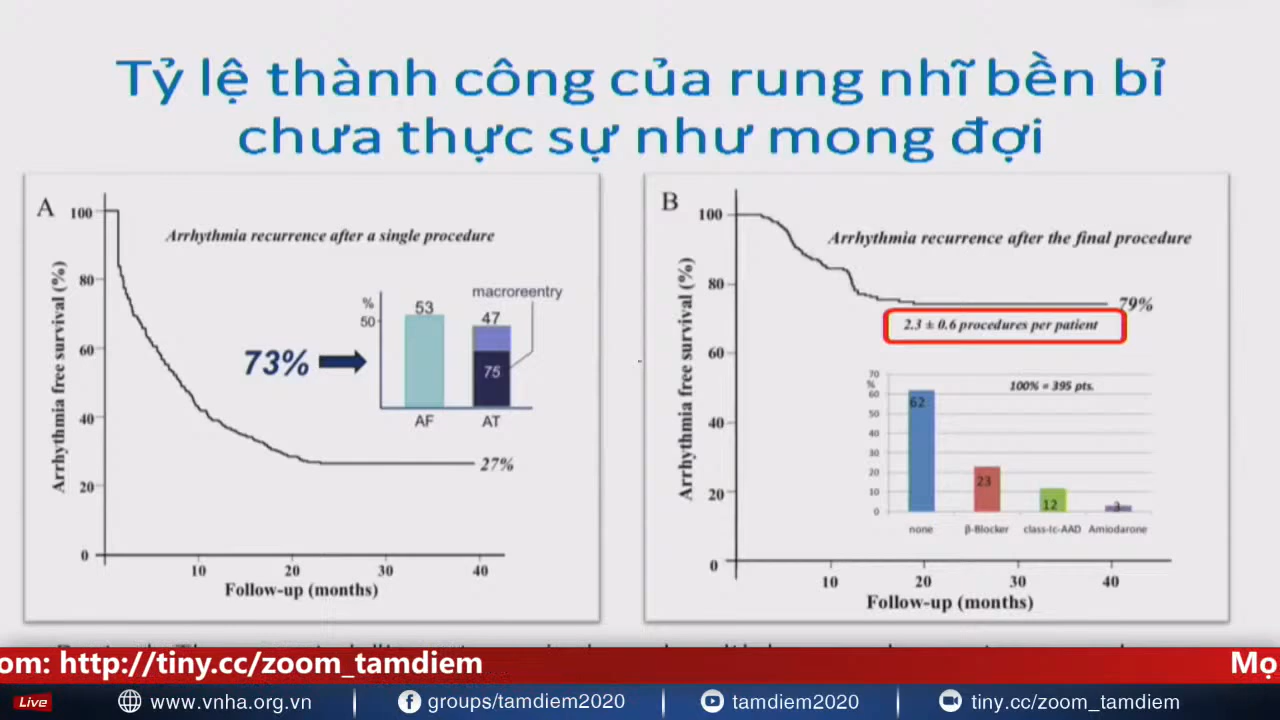 Tỷ lệ thành công của rung nhĩ bền bỉ
chưa thực sự như mong đợi
A
Arrhythmia recurrence after a single procedure
Arrhythmia free survival (%)
100
80
60
40
20
0
10 20 30 40
Follow-up (months)
73%
%
50
53
47
75
macroreentry
AF AT
27%
B
Arrhythmia recurrence after the final procedure
Arrhythmia free survival (%)
100
80
60
40
20
0
10 20 30 40
Follow-up (months)
79%
2.3 ± 0.6 procedures per patient
100% = 395 pts.
70
%
60
50
40
30
20
10
0
62
23
12
3
none β-Blocker class-Ic-AAD Amiodarone
om: http://tiny.cc/zoom_tamdiem
Mọ
Live
www.vnha.org.vn
groups/tamdiem2020
tamdiem2020
tiny.cc/zoom_tamdiem